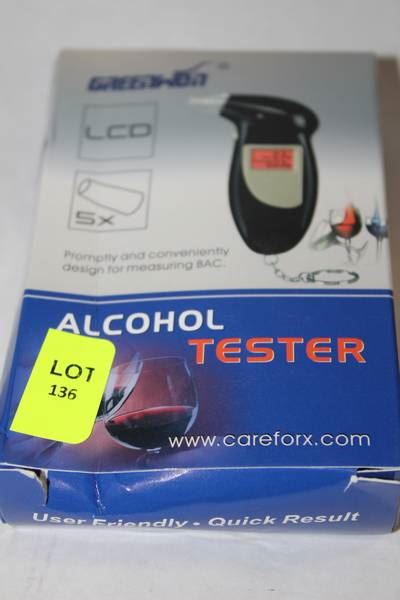 GREENWON
LCD
5x
Promptly and conveniently
design for measuring BAC.
ALCOHOL
TESTER
LOT
136
www.careforx.com
User Friendly • Quick Result